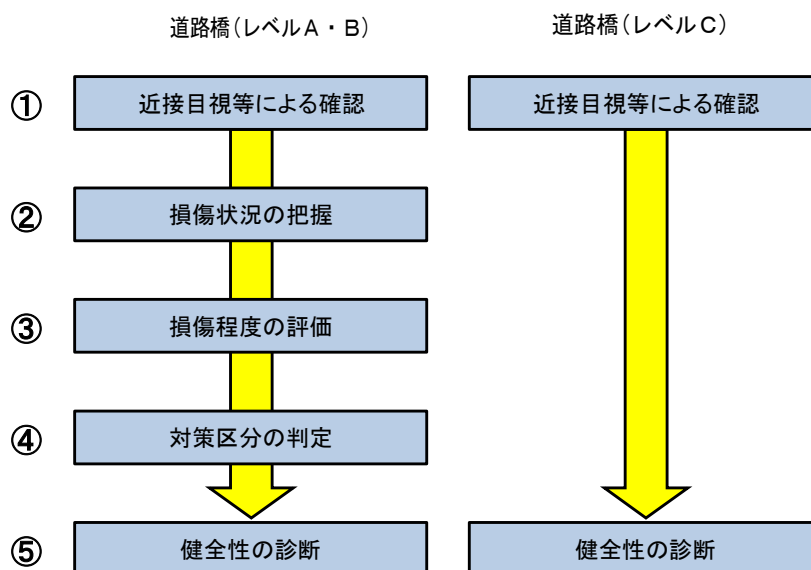 道路橋(レベルA・B)
道路橋(レベルC)
① 近接目視等による確認
近接目視等による確認
② 損傷状況の把握
③ 損傷程度の評価
④ 対策区分の判定
⑤ 健全性の診断
健全性の診断